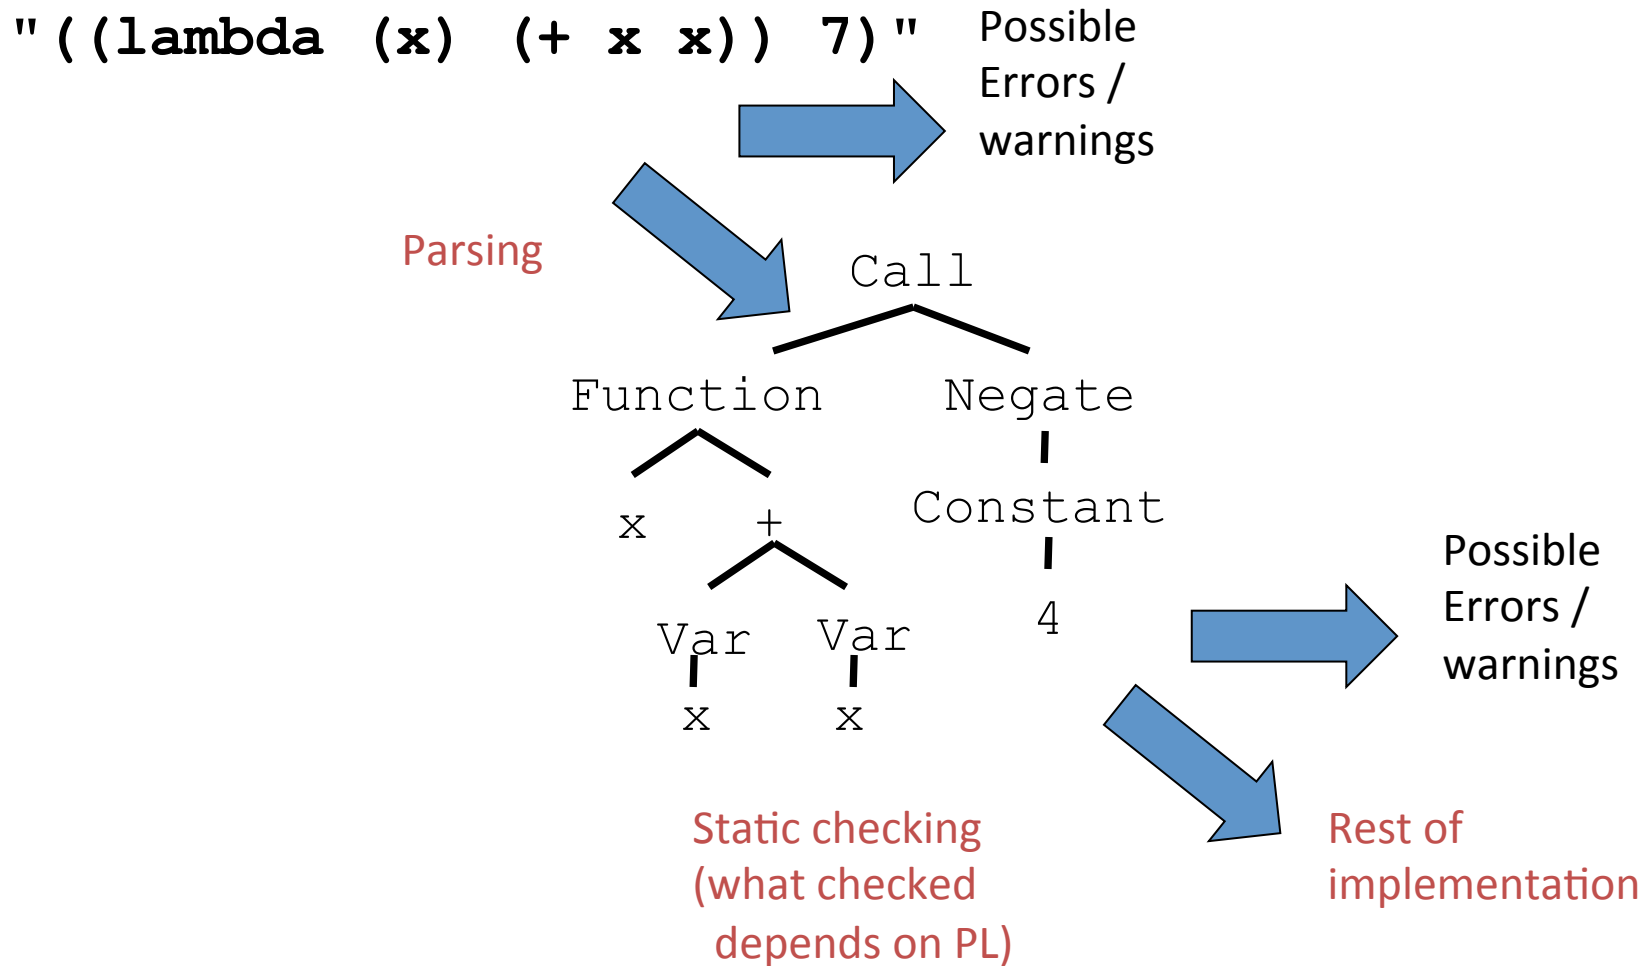 "((lambda (x) (+ x x)) 7)"
Possible
Errors /
warnings
Parsing
Call
Function Negate
Constant
x +
4
Var Var
x x
Possible
Errors /
warnings
Static checking
(what checked
depends on PL)
Rest of
implementation